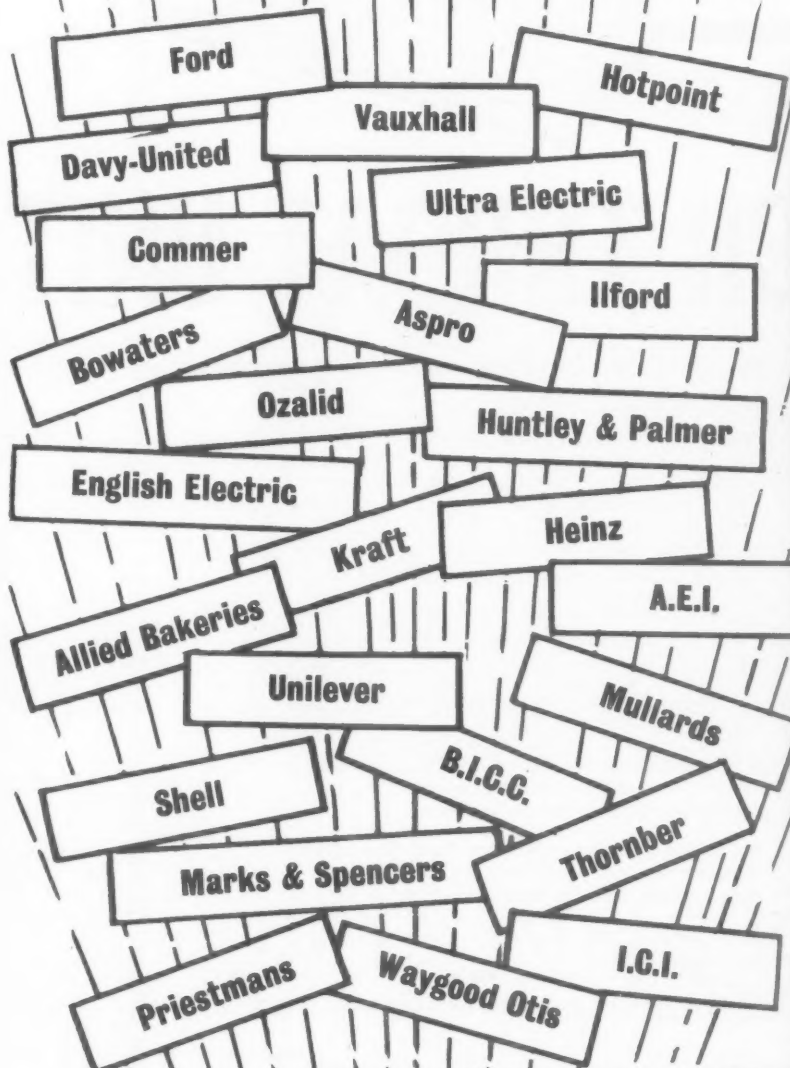 Ford
Hotpoint
Vauxhall
Davy-United
Ultra Electric
Commer
Ilford
Aspro
Bowaters
Ozalid
Huntley & Palmer
English Electric
Heinz
Kraft
A.E.I.
Allied Bakeries
Unilever
Mullards
B.I.C.C.
Shell
Thornber
Marks & Spencers
I.C.I.
Priestmans
Waygood Otis